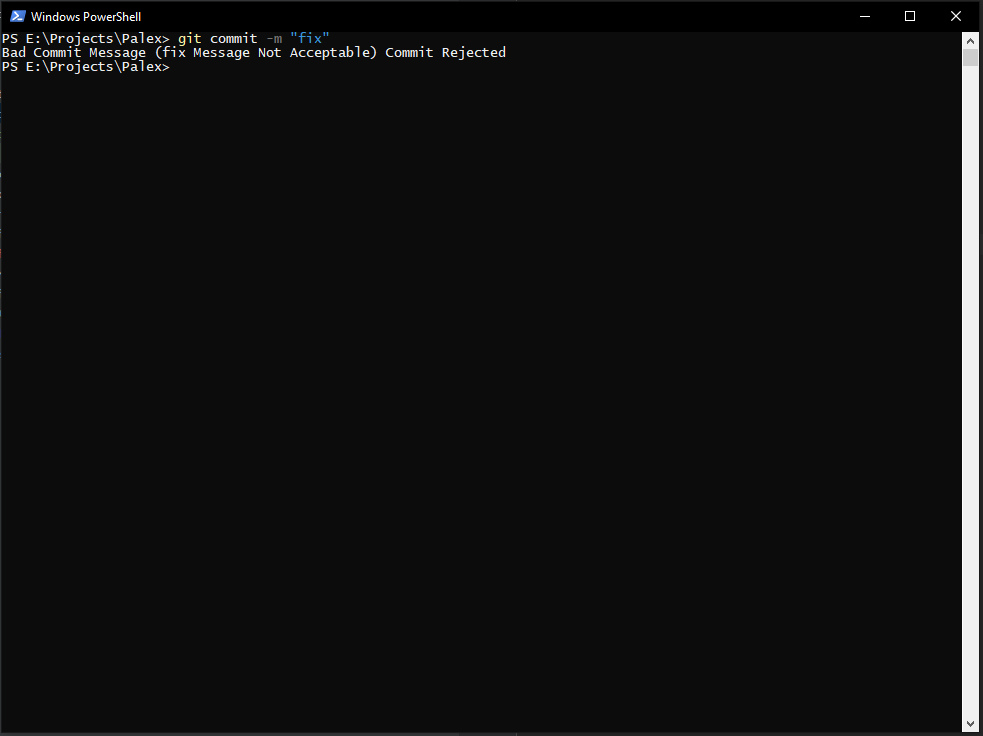 Windows PowerShell
PS E:\Projects\Palex> git commit -m "fix"
Bad Commit Message (fix Message Not Acceptable) Commit Rejected
PS E:\Projects\Palex>